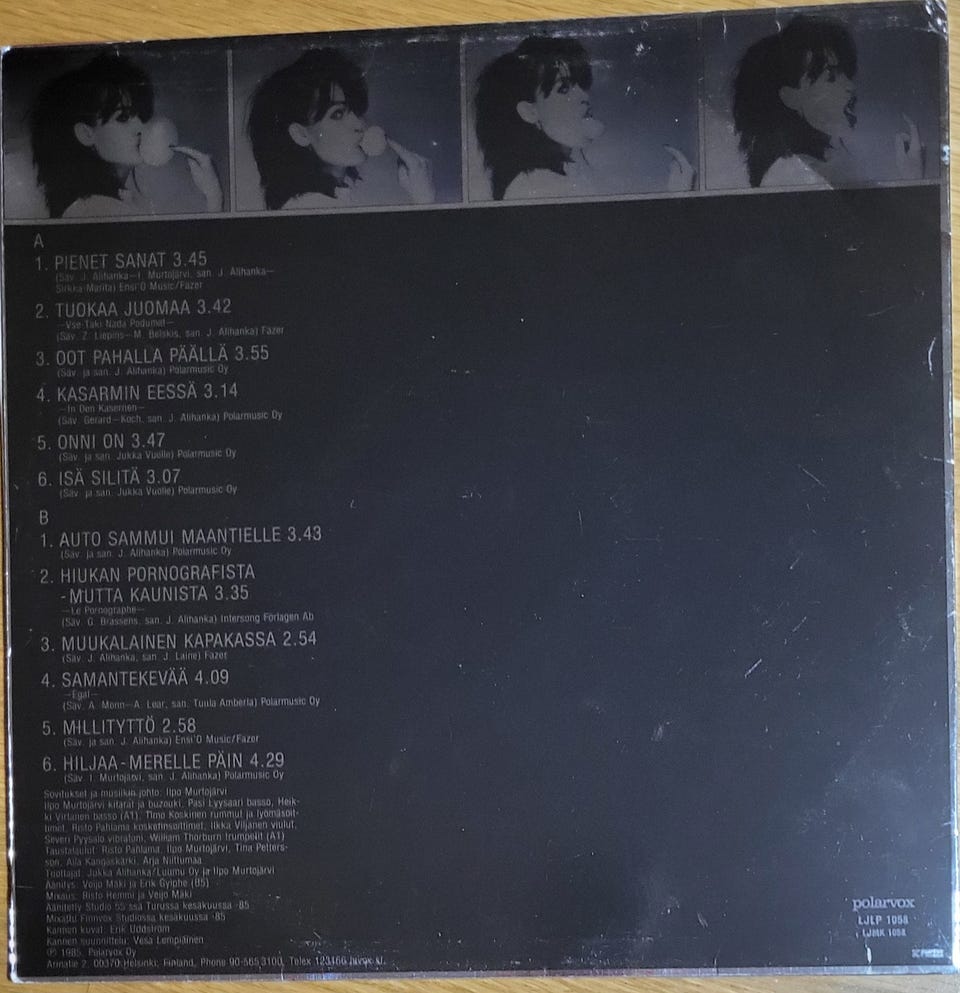 A
1. PIENET SANAT 3.45
(Säv. J. Alihanka–I. Murtojärvi, san. J. Alihanka–
Sirkka-Marita) Ensi'O Music/Fazer
2. TUOKAA JUOMAA 3.42
–Vse Taki Nada Podumat–
(Säv. Z. Liepins–M. Belskis, san. J. Alihanka) Fazer
3. OOT PAHALLA PÄÄLLÄ 3.55
(Säv. ja san. J. Alihanka) Polarmusic Oy
4. KASARMIN EESSÄ 3.14
–In Den Kasernen–
(Säv. Gerard–Koch, san. J. Alihanka) Polarmusic Oy
5. ONNI ON 3.47
(Säv. ja san. Jukka Vuolle) Polarmusic Oy
6. ISÄ SILITÄ 3.07
(Säv. ja san. Jukka Vuolle) Polarmusic Oy
B
1. AUTO SAMMUI MAANTIELLE 3.43
(Säv. ja san. J. Alihanka) Polarmusic Oy
2. HIUKAN PORNOGRAFISTA
-MUTTA KAUNISTA 3.35
–Le Pornographe–
(Säv. G. Brassens, san. J. Alihanka) Intersong Förlagen Ab
3. MUUKALAINEN KAPAKASSA 2.54
(Säv. J. Alihanka, san. J. Laine) Fazer
4. SAMANTEKEVÄÄ 4.09
–Egal–
(Säv. A. Monn–A. Lear, san. Tuula Amberla) Polarmusic Oy
5. MILLITYTTÖ 2.58
(Säv. ja san. J. Alihanka) Ensi'O Music/Fazer
6. HILJAA-MERELLE PÄIN 4.29
(Säv. I. Murtojärvi, san. J. Alihanka) Polarmusic Oy
Sovitukset ja musiikin johto: Ilpo Murtojärvi
Ilpo Murtojärvi kitarat ja buzouki, Pasi Lyysaari basso, Heik-
ki Virtanen basso (A1), Timo Koskinen rummut ja lyömäsoit-
timet, Risto Pahlama kosketinsoittimet, Ilkka Viljanen viulut,
Severi Pyysalo vibrafoni, William Thorburn trumpetit (A1)
Taustalaulut: Risto Pahlama, Ilpo Murtojärvi, Tina Petters-
son, Aila Kangaskärki, Arja Niittumaa
Tuottajat: Jukka Alihanka/Luumu Oy ja Ilpo Murtojärvi
Äänitys: Veijo Mäki ja Erik Gylphe (B5)
Mixaus: Risto Hemmi ja Veijo Mäki
Äänitetty Studio 55:ssä Turussa kesäkuussa -85
Mixattu Finnvox Studiossa kesäkuussa -85
Kannen kuvat: Erik Uddström
Kannen suunnittelu: Vesa Lempiäinen
℗ 1985, Polarvox Oy
Arinatie 2, 00370 Helsinki, Finland, Phone 90-565 3100, Telex 123166
polarvox
LJLP 1058
LJMK 1058